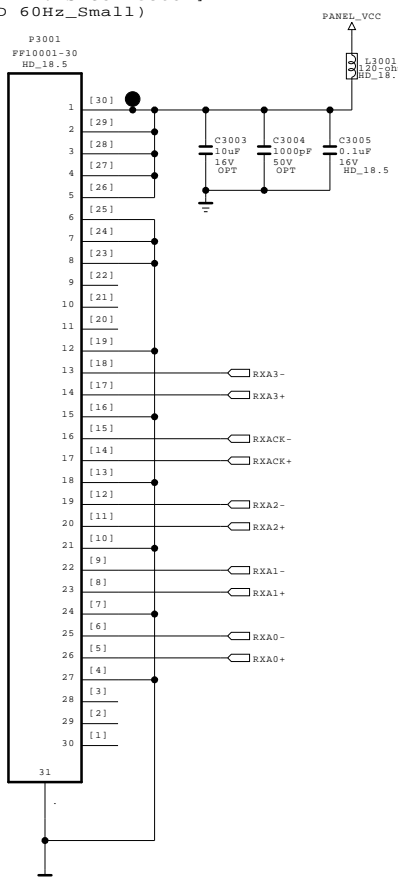 D 60Hz_Small)
PANEL_VCC
P3001
FF10001-30
HD_18.5
L3001
120-oh
HD_18.
1 [30]
2 [29]
3 [28]
4 [27]
5 [26]
6 [25]
7 [24]
8 [23]
9 [22]
10 [21]
11 [20]
12 [19]
13 [18] RXA3-
14 [17] RXA3+
15 [16]
16 [15] RXACK-
17 [14] RXACK+
18 [13]
19 [12] RXA2-
20 [11] RXA2+
21 [10]
22 [9] RXA1-
23 [8] RXA1+
24 [7]
25 [6] RXA0-
26 [5] RXA0+
27 [4]
28 [3]
29 [2]
30 [1]
31
C3003
10uF
16V
OPT
C3004
1000pF
50V
OPT
C3005
0.1uF
16V
HD_18.5